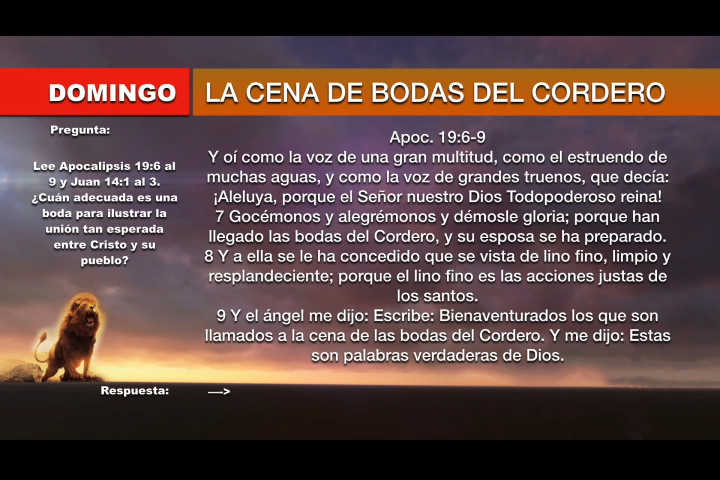 DOMINGO
LA CENA DE BODAS DEL CORDERO
Pregunta:
Lee Apocalipsis 19:6 al
9 y Juan 14:1 al 3.
¿Cuán adecuada es una
boda para ilustrar la
unión tan esperada
entre Cristo y su
pueblo?
Apoc. 19:6-9
Y oí como la voz de una gran multitud, como el estruendo de
muchas aguas, y como la voz de grandes truenos, que decía:
¡Aleluya, porque el Señor nuestro Dios Todopoderoso reina!
7 Gocémonos y alegrémonos y démosle gloria; porque han
llegado las bodas del Cordero, y su esposa se ha preparado.
8 Y a ella se le ha concedido que se vista de lino fino, limpio y
resplandeciente; porque el lino fino es las acciones justas de
los santos.
9 Y el ángel me dijo: Escribe: Bienaventurados los que son
llamados a la cena de las bodas del Cordero. Y me dijo: Estas
son palabras verdaderas de Dios.
Respuesta: —->